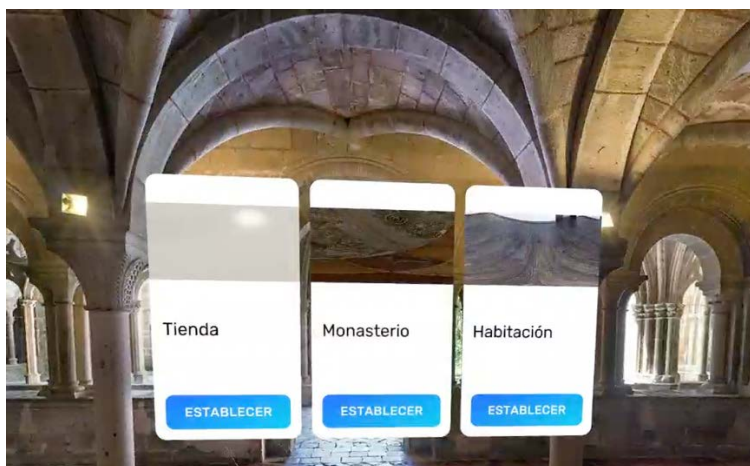 Tienda
Monasterio
Habitación
ESTABLECER
ESTABLECER
ESTABLECER